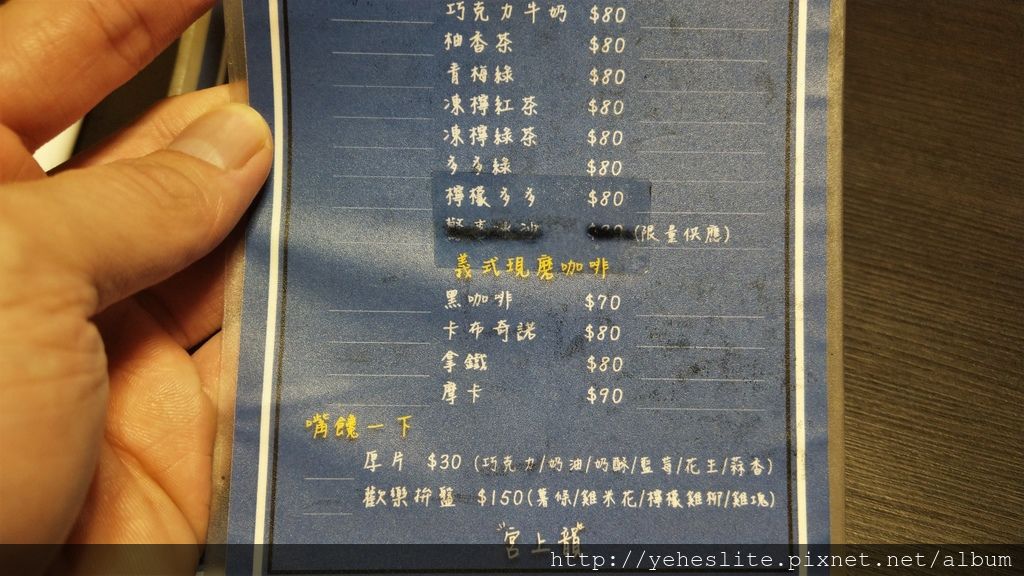 巧克力牛奶 $80
柚香茶 $80
青梅綠 $80
凍檸紅茶 $80
凍檸綠茶 $80
多多綠 $80
檸檬多多 $80
(限量供應)
義式現磨咖啡
黑咖啡 $70
卡布奇諾 $80
拿鐵 $80
摩卡 $90
嘴饞一下
厚片 $30 (巧克力/奶油/奶酥/藍莓/花生/蒜香)
歡樂拼盤 $150(薯條/雞米花/檸檬雞柳/雞塊)
"宮上龍"
http://yeheslite.pixnet.net/album